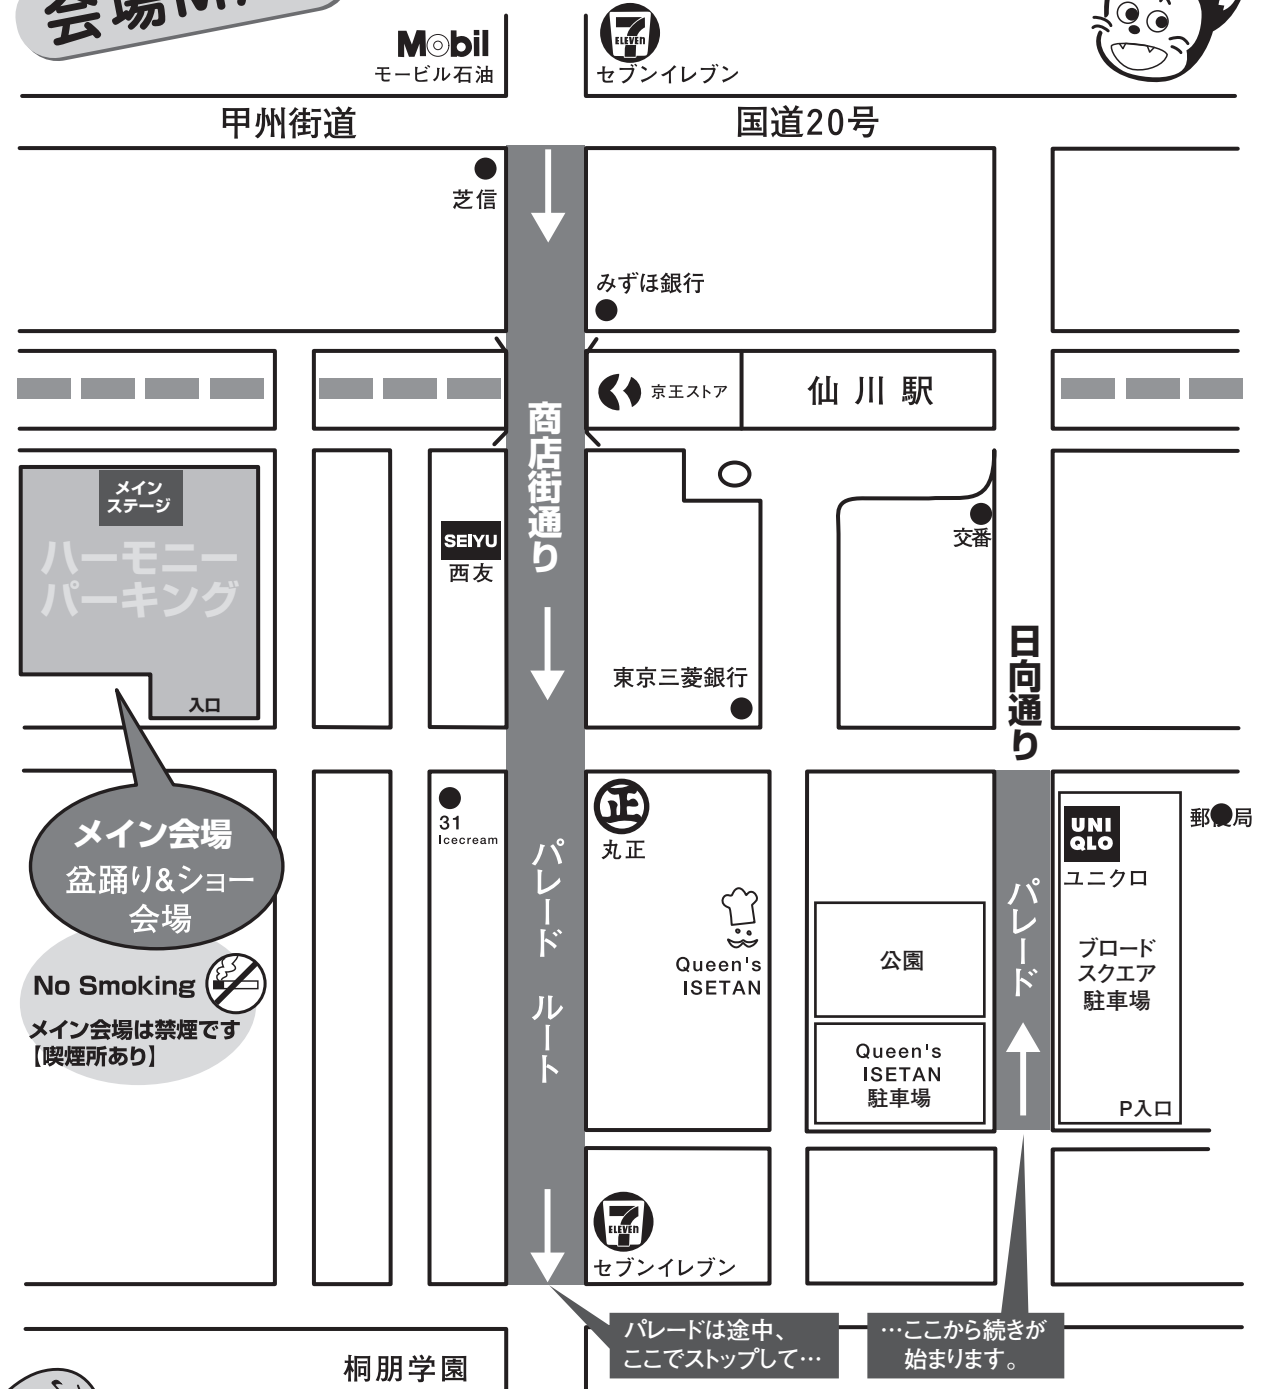 会場M
Mobil
モービル石油
ELEVEN
セブンイレブン
甲州街道
国道20号
芝信
みずほ銀行
京王ストア
仙川駅
商店街通り
メイン
ステージ
ハーモニー
パーキング
入口
SEIYU
西友
交番
東京三菱銀行
日向通り
メイン会場
盆踊り&ショー
会場
No Smoking
メイン会場は禁煙です
【喫煙所あり】
31
Icecream
パレード ルート
正
丸正
Queen's
ISETAN
公園
Queen's
ISETAN
駐車場
パレード
UNI
QLO
ユニクロ
ブロード
スクエア
駐車場
P入口
郵便局
7
ELEVEN
セブンイレブン
パレードは途中、
ここでストップして…
…ここから続きが
始まります。
桐朋学園